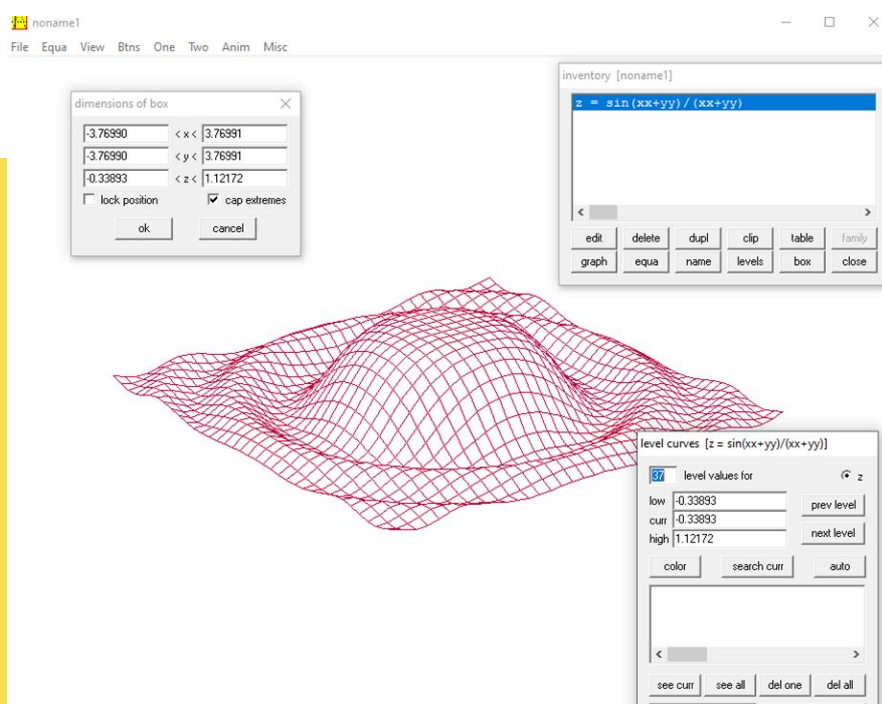 noname1
File Equa View Btns One Two Anim Misc
dimensions of box
-3.76990 < x < 3.76991
-3.76990 < y < 3.76991
-0.33893 < z < 1.12172
lock position cap extremes
ok cancel
inventory [noname1]
z = sin(xx+yy)/(xx+yy)
edit delete dupl clip table family
graph equa name levels box close
level curves [z = sin(xx+yy)/(xx+yy)]
37 level values for z
low -0.33893 prev level
curr -0.33893
high 1.12172 next level
color search curr auto
see curr see all del one del all